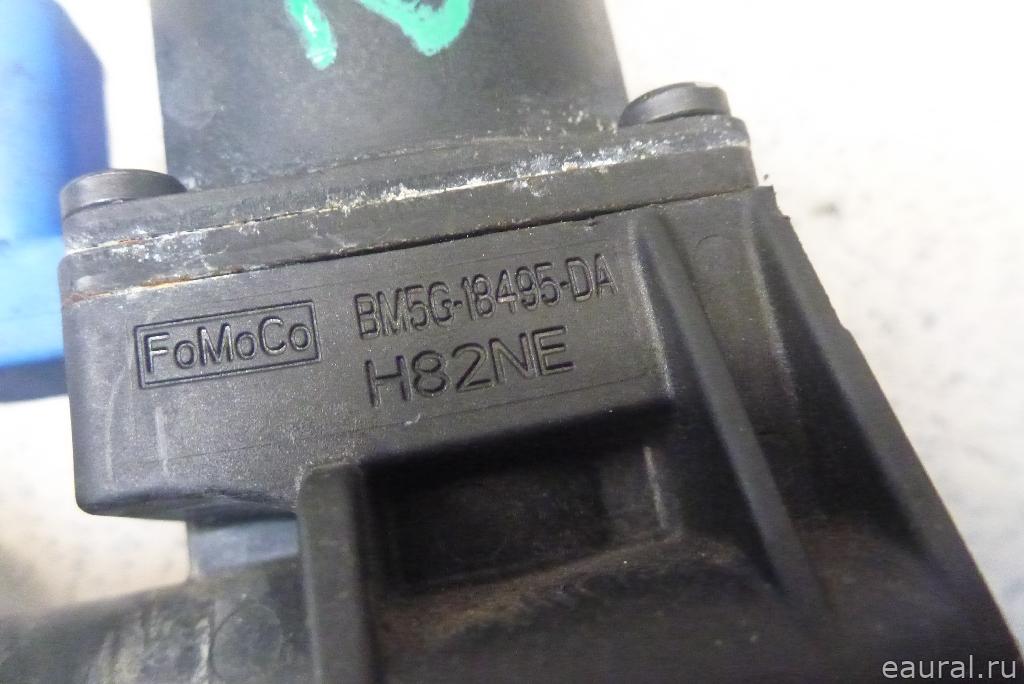 FoMoCo
BM5G-18495-DA
H82NE
eaural.ru